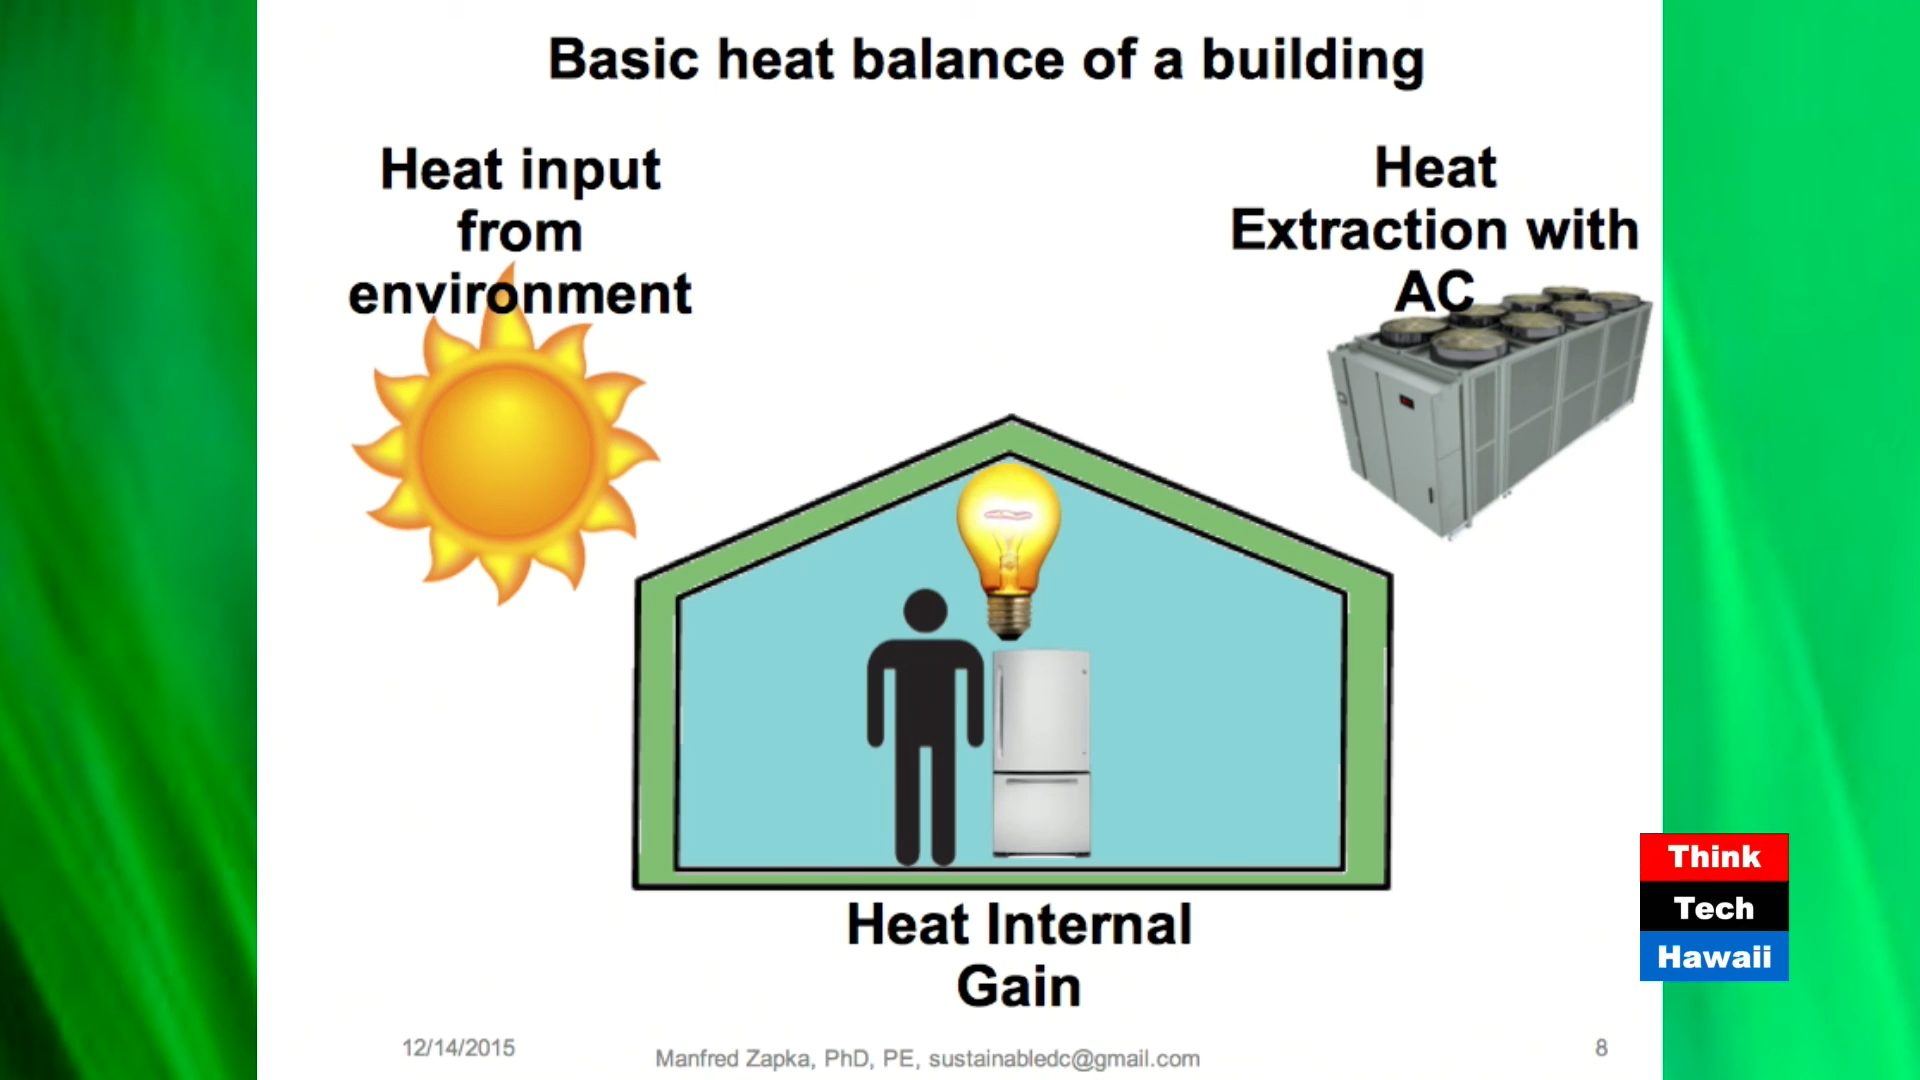 Basic heat balance of a building
Heat input
from
environment
Heat
Extraction with
AC
Heat Internal
Gain
Think
Tech
Hawaii
12/14/2015
Manfred Zapka, PhD, PE, sustainabledc@gmail.com
8